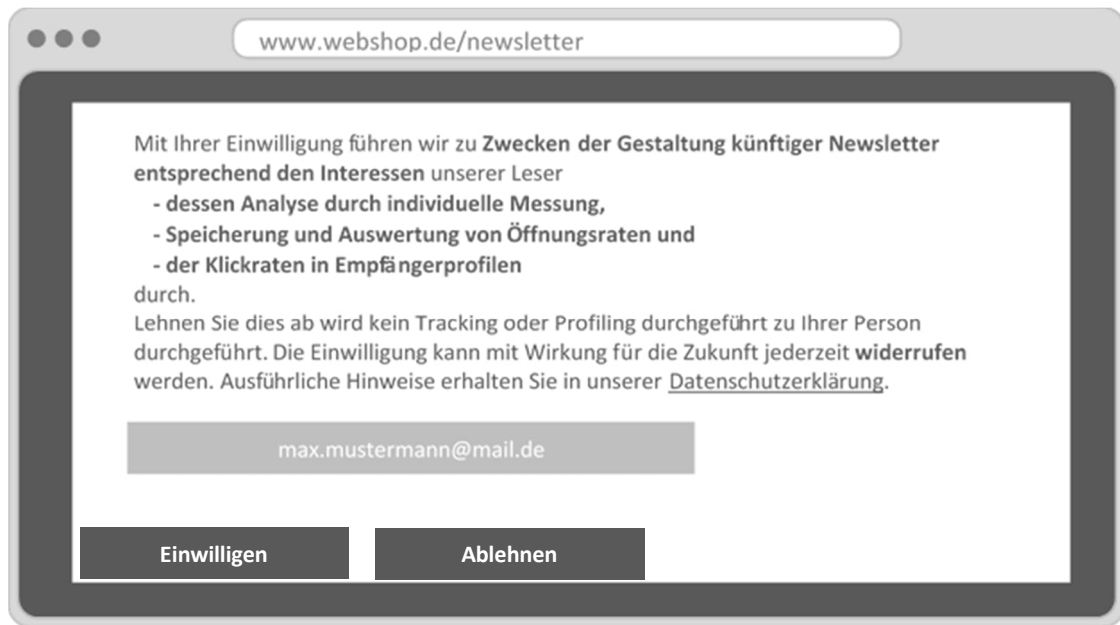 www.webshop.de/newsletter
Mit Ihrer Einwilligung führen wir zu Zwecken der Gestaltung künftiger Newsletter
entsprechend den Interessen unserer Leser
- dessen Analyse durch individuelle Messung,
- Speicherung und Auswertung von Öffnungsraten und
- der Klickraten in Empfängerprofilen
durch.
Lehnen Sie dies ab wird kein Tracking oder Profiling durchgeführt zu Ihrer Person
durchgeführt. Die Einwilligung kann mit Wirkung für die Zukunft jederzeit widerrufen
werden. Ausführliche Hinweise erhalten Sie in unserer Datenschutzerklärung.
max.mustermann@mail.de
Einwilligen Ablehnen